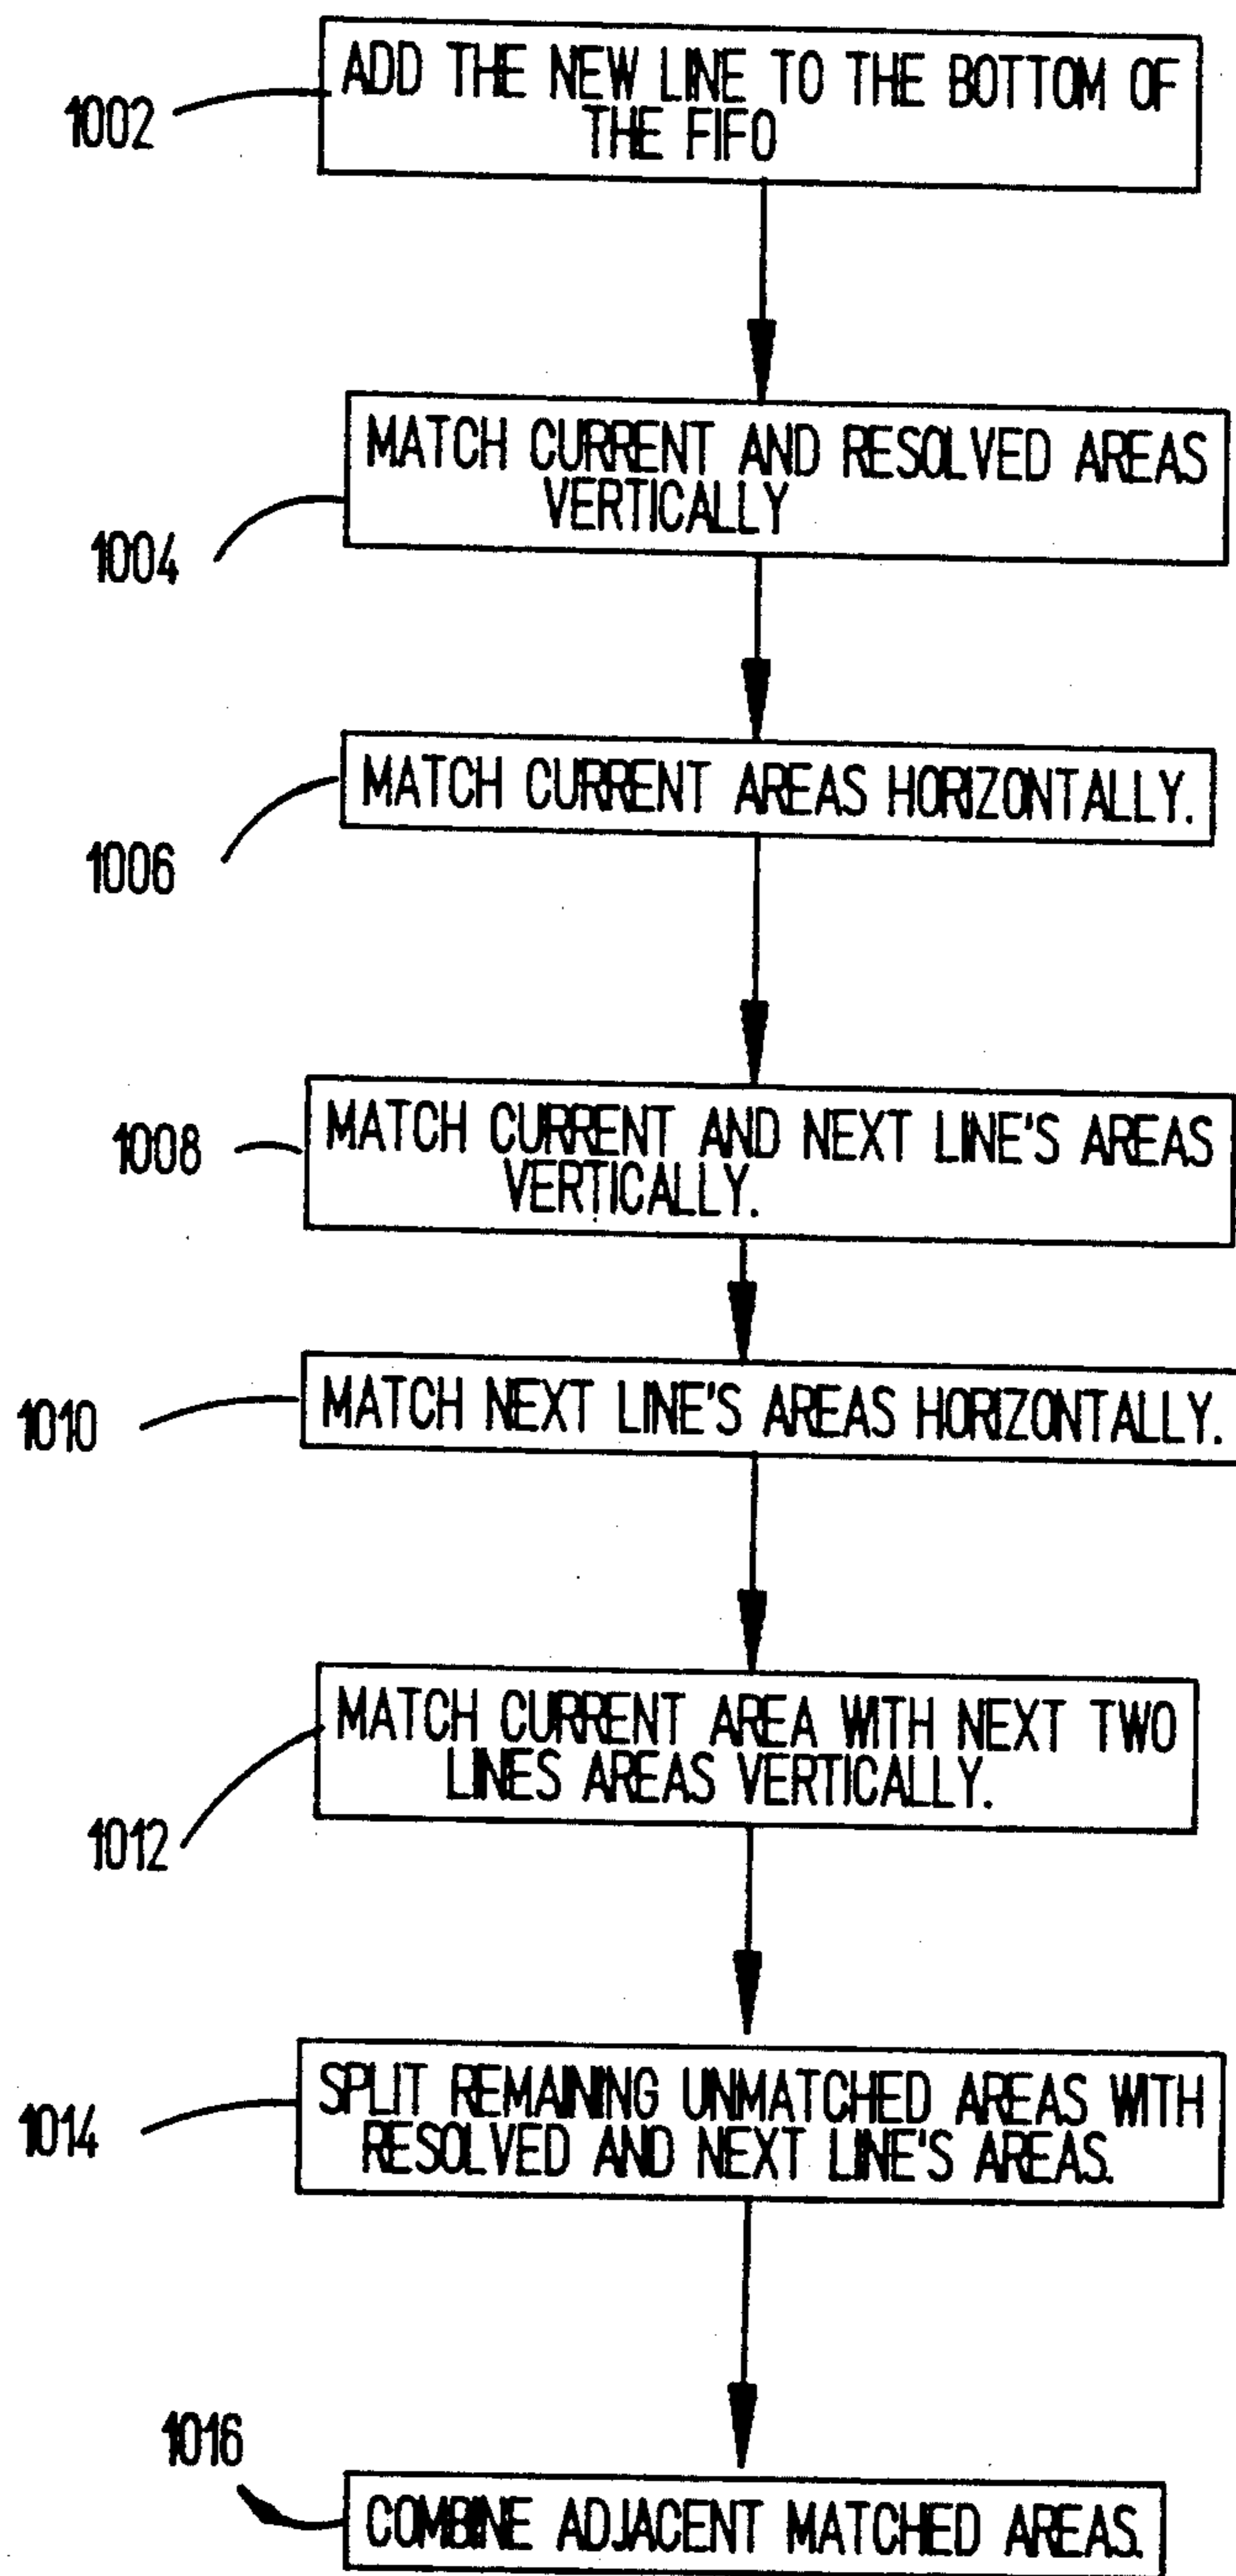 ADD THE NEW LINE TO THE BOTTOM OF
THE FIFO
1002
MATCH CURRENT AND RESOLVED AREAS
VERTICALLY
1004
MATCH CURRENT AREAS HORIZONTALLY.
1006
MATCH CURRENT AND NEXT LINE'S AREAS
VERTICALLY.
1008
MATCH NEXT LINE'S AREAS HORIZONTALLY.
1010
MATCH CURRENT AREA WITH NEXT TWO
LINES AREAS VERTICALLY.
1012
SPLIT REMAINING UNMATCHED AREAS WITH
RESOLVED AND NEXT LINE'S AREAS.
1014
1016
COMBINE ADJACENT MATCHED AREAS.